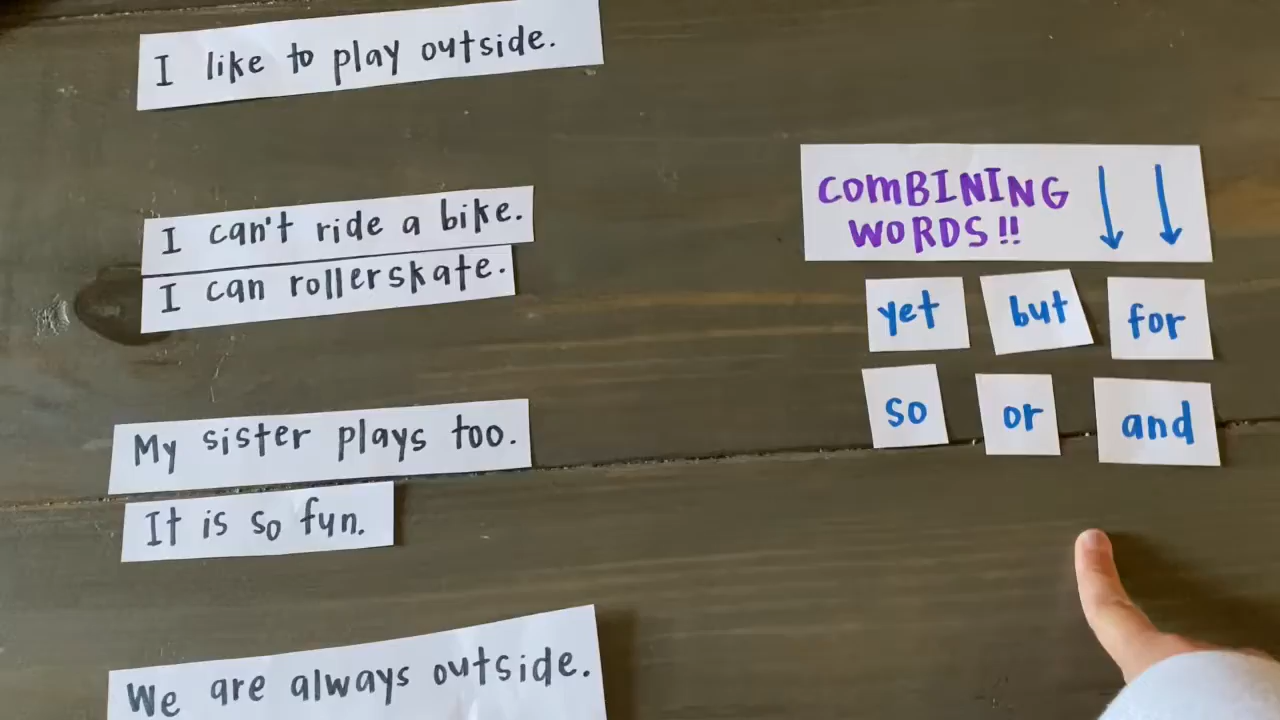 I like to play outside.
I can't ride a bike.
I can rollerskate.
My sister plays too.
It is so fun.
We are always outside.
COMBINING
WORDS!!
yet but for
so or and